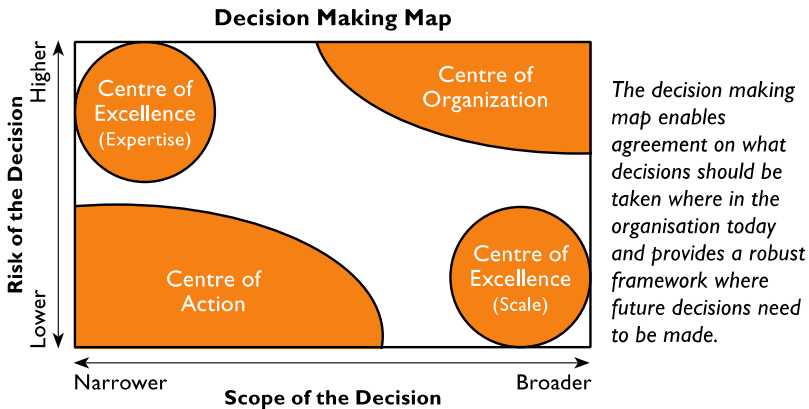 Decision Making Map
Higher
Risk of the Decision
Lower
Centre of
Excellence
(Expertise)
Centre of
Organization
Centre of
Action
Centre of
Excellence
(Scale)
Narrower
Broader
Scope of the Decision
The decision making
map enables
agreement on what
decisions should be
taken where in the
organisation today
and provides a robust
framework where
future decisions need
to be made.